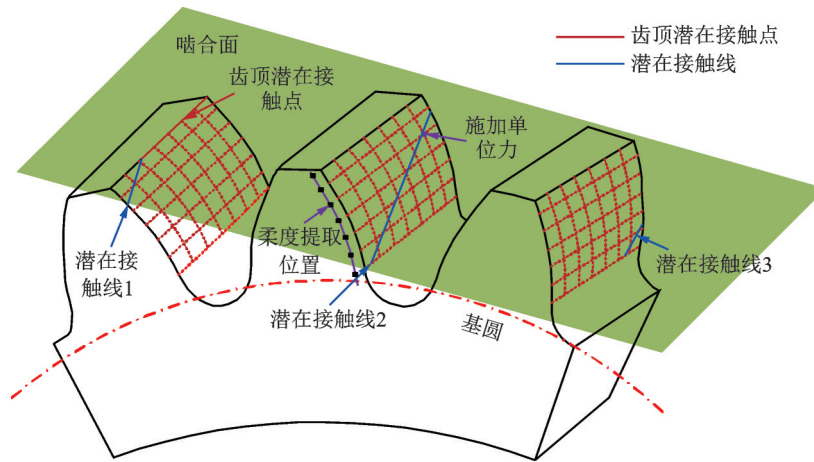 啮合面
齿顶潜在接
触点
齿顶潜在接触点
潜在接触线
施加单
位力
柔度提取
位置
潜在接
触线1
潜在接触线2
基圆
潜在接触线3